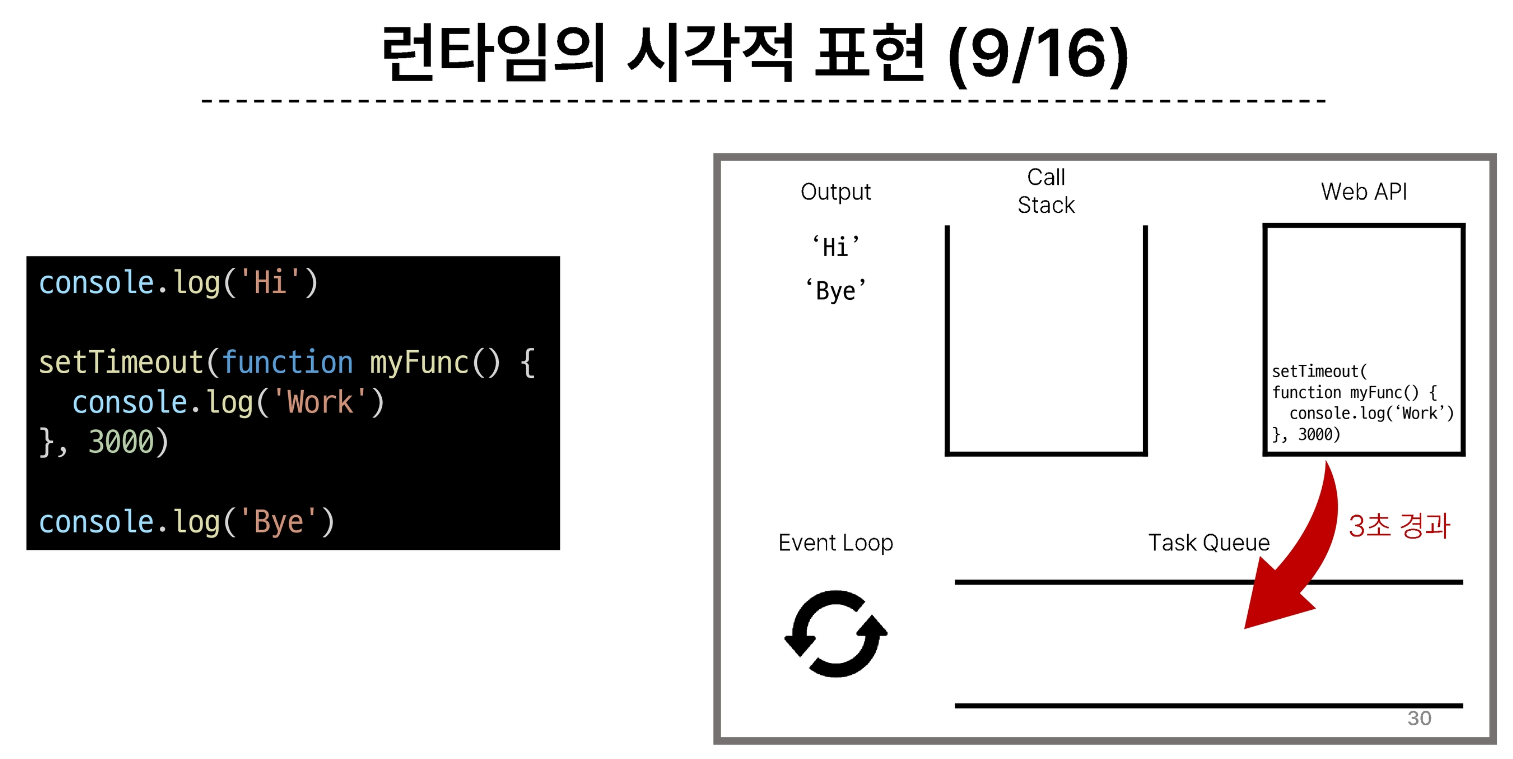 런타임의 시각적 표현 (9/16)
console.log('Hi')
setTimeout(function myFunc() {
  console.log('Work')
}, 3000)
console.log('Bye')
Output
‘Hi’
‘Bye’
Call
Stack
Web API
setTimeout(
function myFunc() {
  console.log(‘Work’)
}, 3000)
3초 경과
Event Loop
Task Queue
30